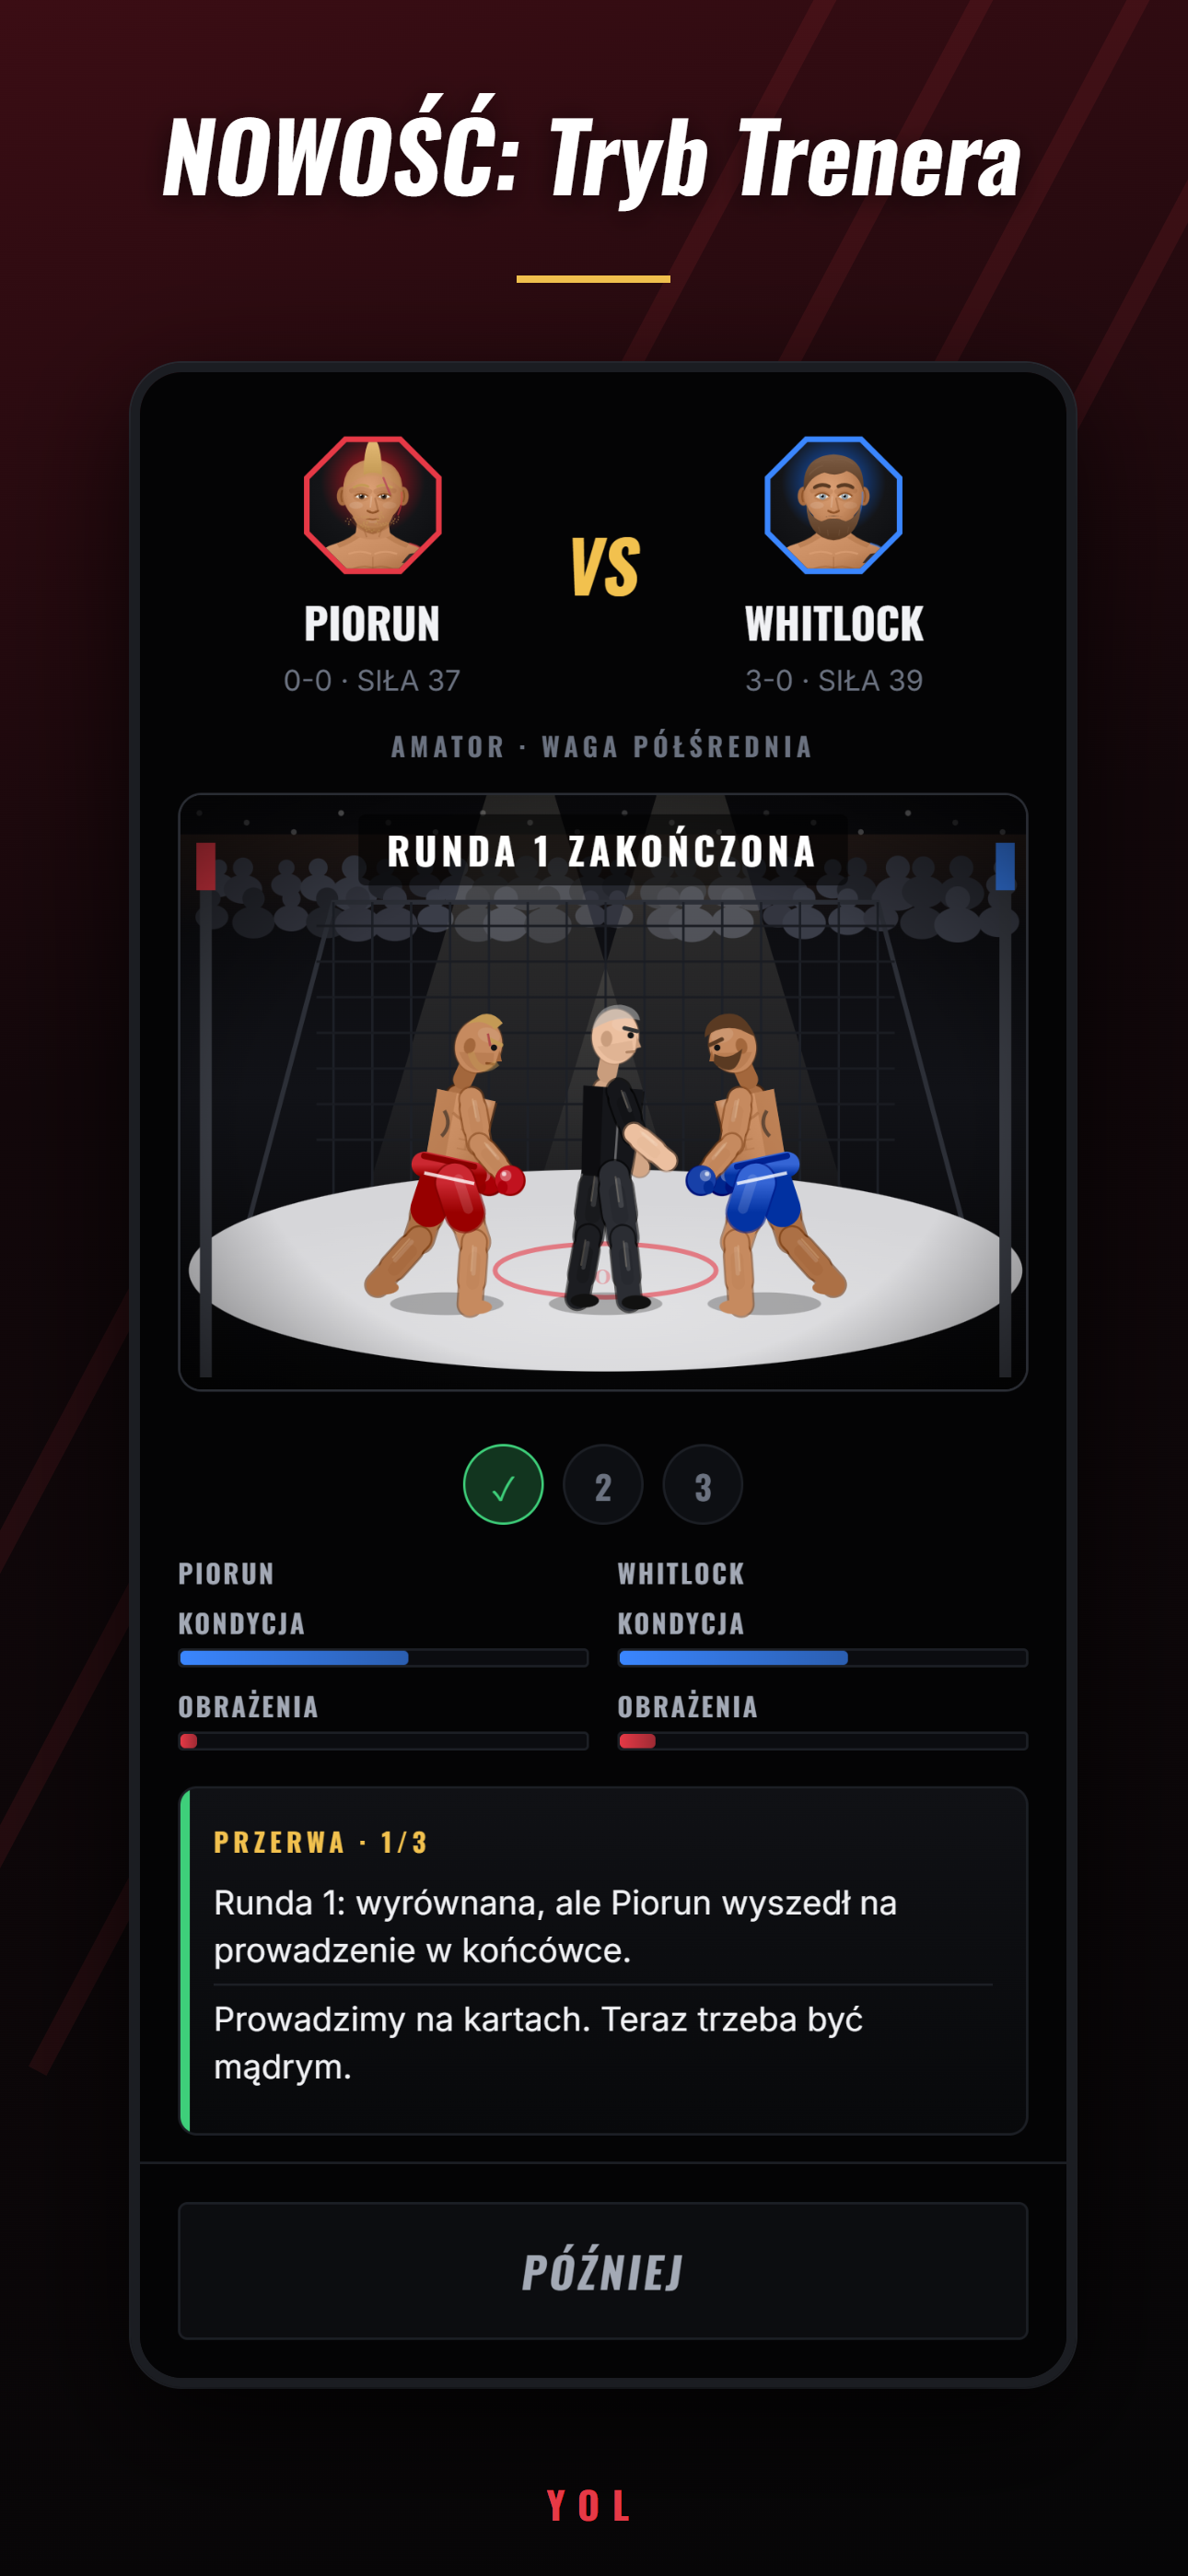 NOWOŚĆ: Tryb Trenera
VS
PIORUN
WHITLOCK
0-0 · SIŁA 37
3-0 · SIŁA 39
AMATOR · WAGA PÓŁŚREDNIA
RUNDA 1 ZAKOŃCZONA
✓ 2 3
PIORUN
WHITLOCK
KONDYCJA
KONDYCJA
OBRAŻENIA
OBRAŻENIA
PRZERWA · 1/3
Runda 1: wyrównana, ale Piorun wyszedł na
prowadzenie w końcówce.
Prowadzimy na kartach. Teraz trzeba być
mądrym.
PÓŹNIEJ
YOL